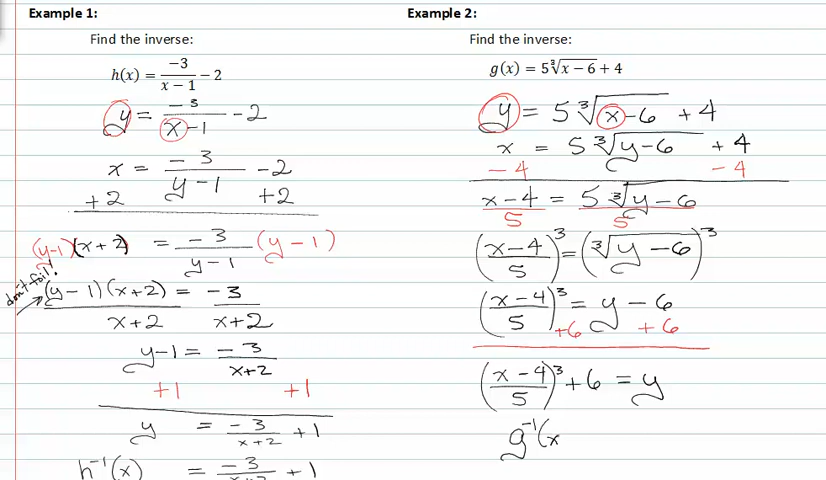 Example 1:
Find the inverse:
h(x) = -3/(x - 1) - 2
y = -3/(x-1) - 2
x = -3/(y-1) - 2
+2 +2
(y-1)(x+2) = -3/(y-1) (y-1)
don't foil!
(y-1)(x+2)/(x+2) = -3/(x+2)
y-1 = -3/(x+2)
+1 +1
y = -3/(x+2) + 1
h⁻¹(x) = -3/(x+2) + 1
Example 2:
Find the inverse:
g(x) = 5∛(x - 6) + 4
y = 5∛(x-6) + 4
x = 5∛(y-6) + 4
-4 -4
(x-4)/5 = 5∛(y-6)/5
((x-4)/5)³ = (∛(y-6))³
((x-4)/5)³ = y - 6
+6 +6
((x-4)/5)³ + 6 = y
g⁻¹(x